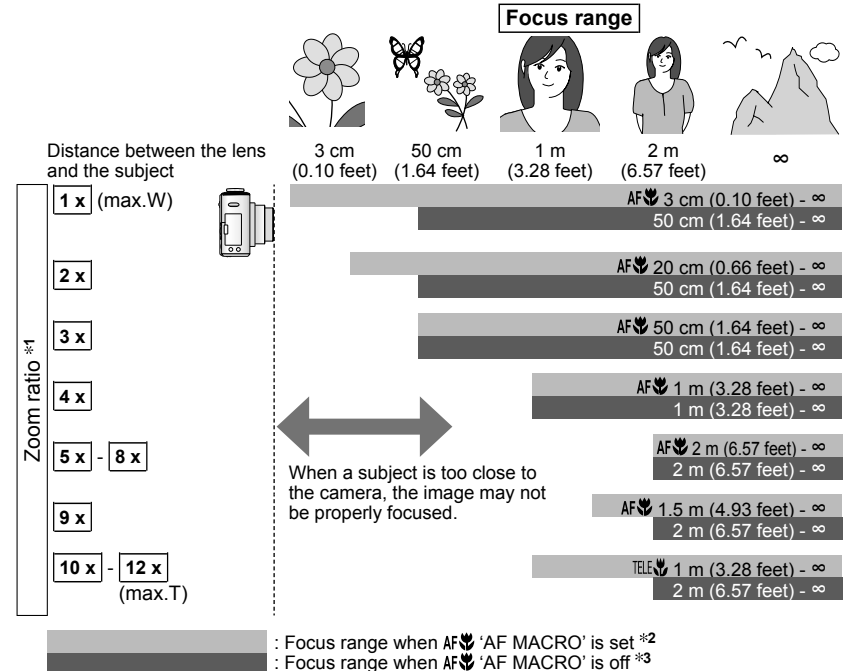 Focus range
Distance between the lens
and the subject
3 cm
(0.10 feet)
50 cm
(1.64 feet)
1 m
(3.28 feet)
2 m
(6.57 feet)
∞
Zoom ratio *1
1 x (max.W)
AF 3 cm (0.10 feet) - ∞
50 cm (1.64 feet) - ∞
2 x
AF 20 cm (0.66 feet) - ∞
50 cm (1.64 feet) - ∞
3 x
AF 50 cm (1.64 feet) - ∞
50 cm (1.64 feet) - ∞
4 x
AF 1 m (3.28 feet) - ∞
1 m (3.28 feet) - ∞
5 x - 8 x
AF 2 m (6.57 feet) - ∞
2 m (6.57 feet) - ∞
9 x
AF 1.5 m (4.93 feet) - ∞
2 m (6.57 feet) - ∞
10 x - 12 x
(max.T)
TELE 1 m (3.28 feet) - ∞
2 m (6.57 feet) - ∞
When a subject is too close to
the camera, the image may not
be properly focused.
: Focus range when AF 'AF MACRO' is set *2
: Focus range when AF 'AF MACRO' is off *3